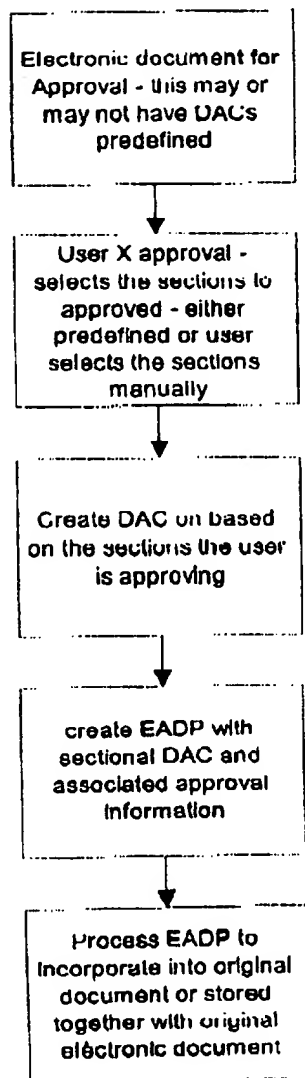 Electronic document for
Approval - this may or
may not have DACs
predefined
User X approval -
selects the sections to
approved - either
predefined or user
selects the sections
manually
Create DAC on based
on the sections the user
is approving
create EADP with
sectional DAC and
associated approval
information
Process EADP to
incorporate into original
document or stored
together with original
electronic document